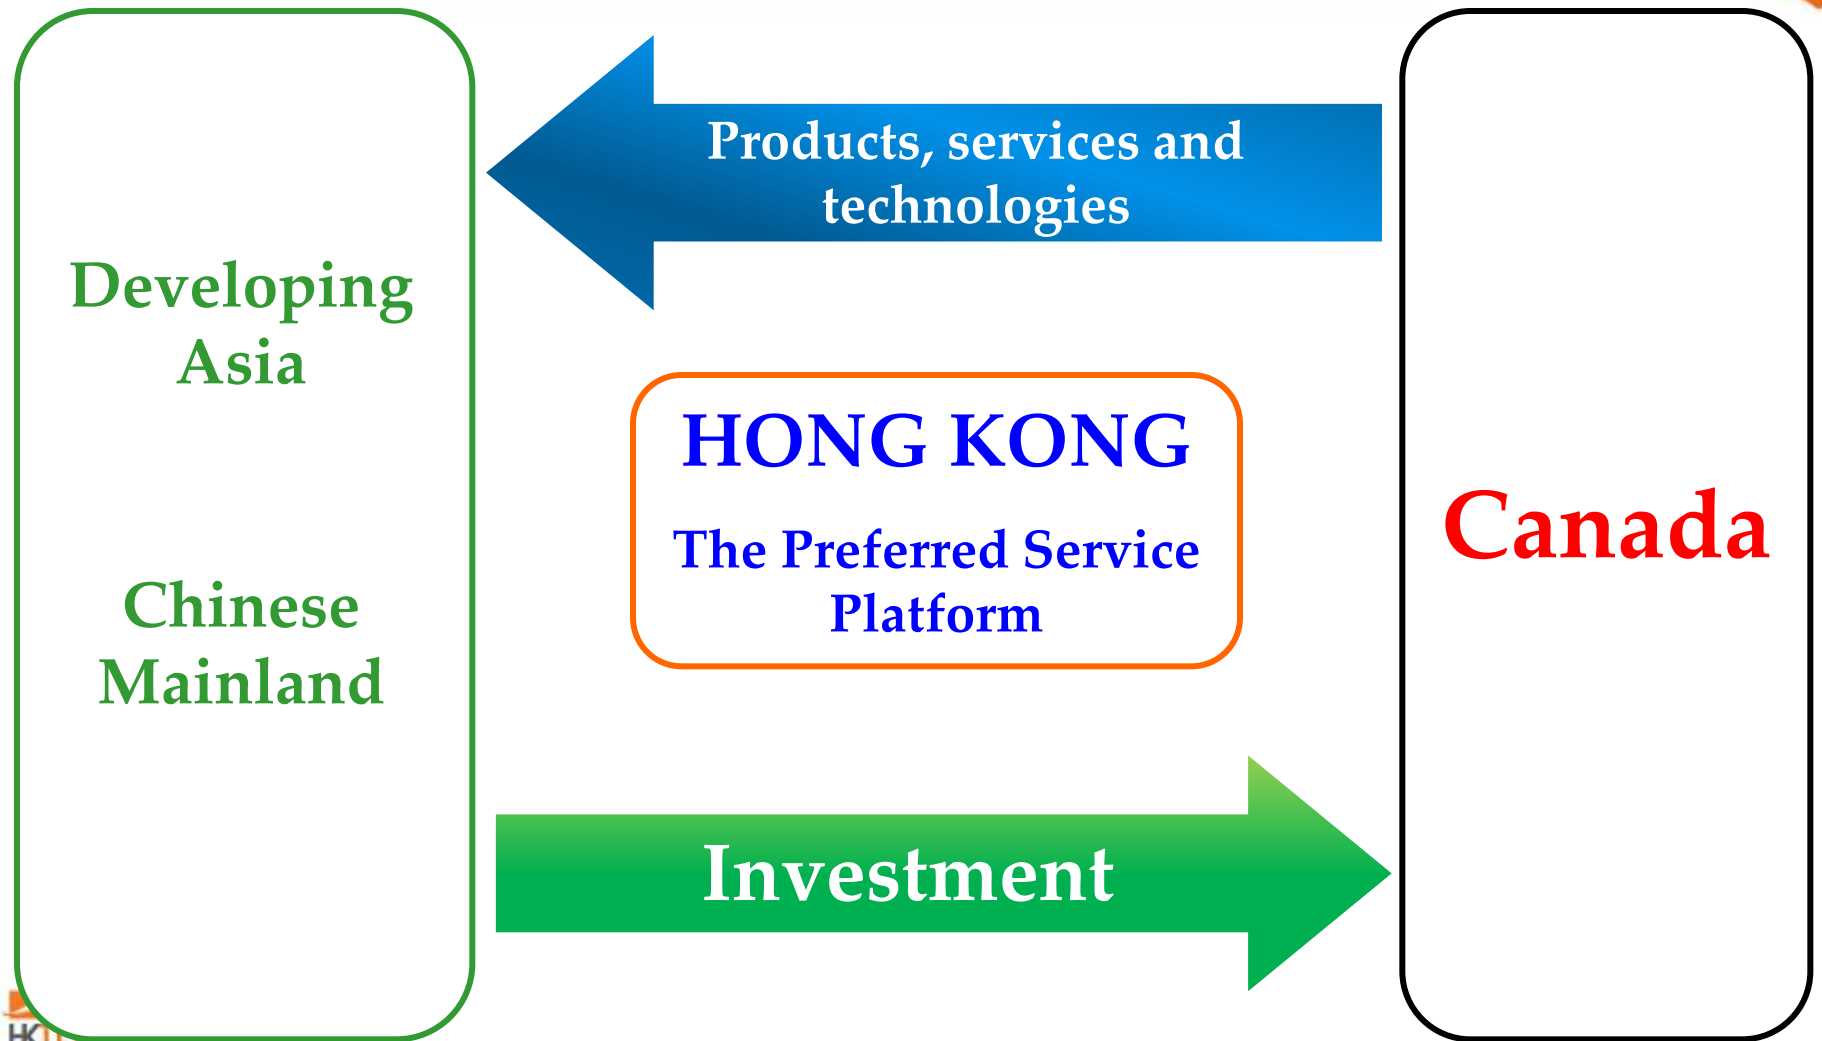 Products, services and
technologies
Developing
Asia
Chinese
Mainland
HONG KONG
The Preferred Service
Platform
Canada
Investment